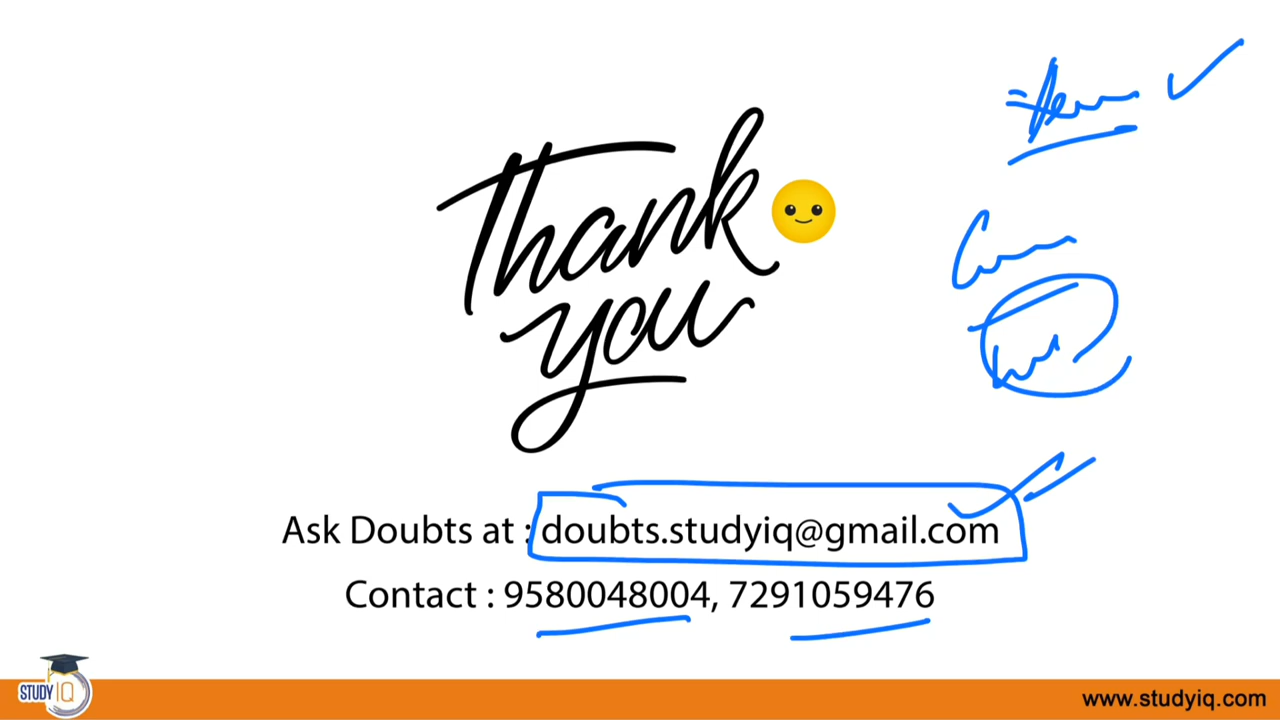 Thank
you
Ask Doubts at : doubts.studyiq@gmail.com
Contact : 9580048004, 7291059476
STUDY IQ
www.studyiq.com